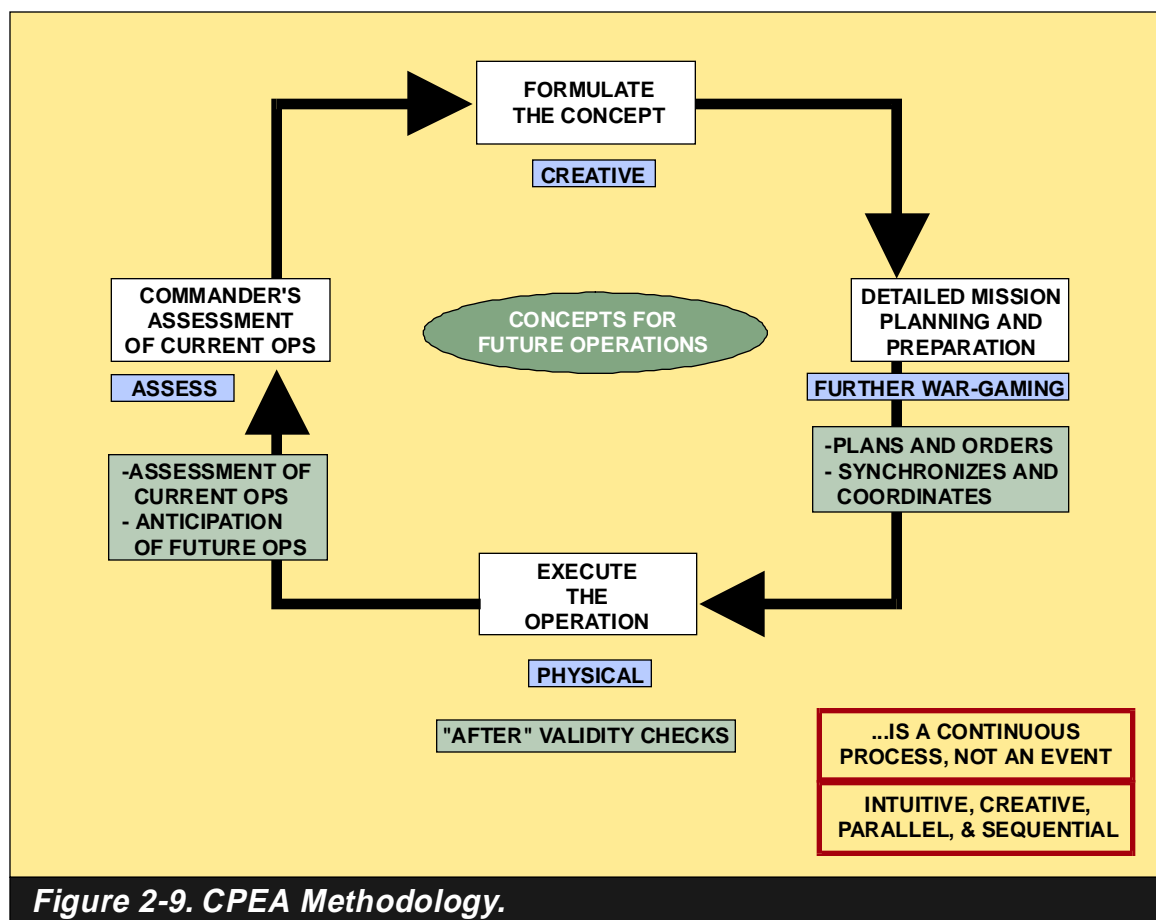 FORMULATE
THE CONCEPT
CREATIVE
COMMANDER'S
ASSESSMENT
OF CURRENT OPS
ASSESS
CONCEPTS FOR
FUTURE OPERATIONS
DETAILED MISSION
PLANNING AND
PREPARATION
FURTHER WAR-GAMING
-PLANS AND ORDERS
- SYNCHRONIZES AND
COORDINATES
-ASSESSMENT OF
CURRENT OPS
- ANTICIPATION
OF FUTURE OPS
EXECUTE
THE
OPERATION
PHYSICAL
"AFTER" VALIDITY CHECKS
...IS A CONTINUOUS
PROCESS, NOT AN EVENT
INTUITIVE, CREATIVE,
PARALLEL, & SEQUENTIAL
Figure 2-9. CPEA Methodology.